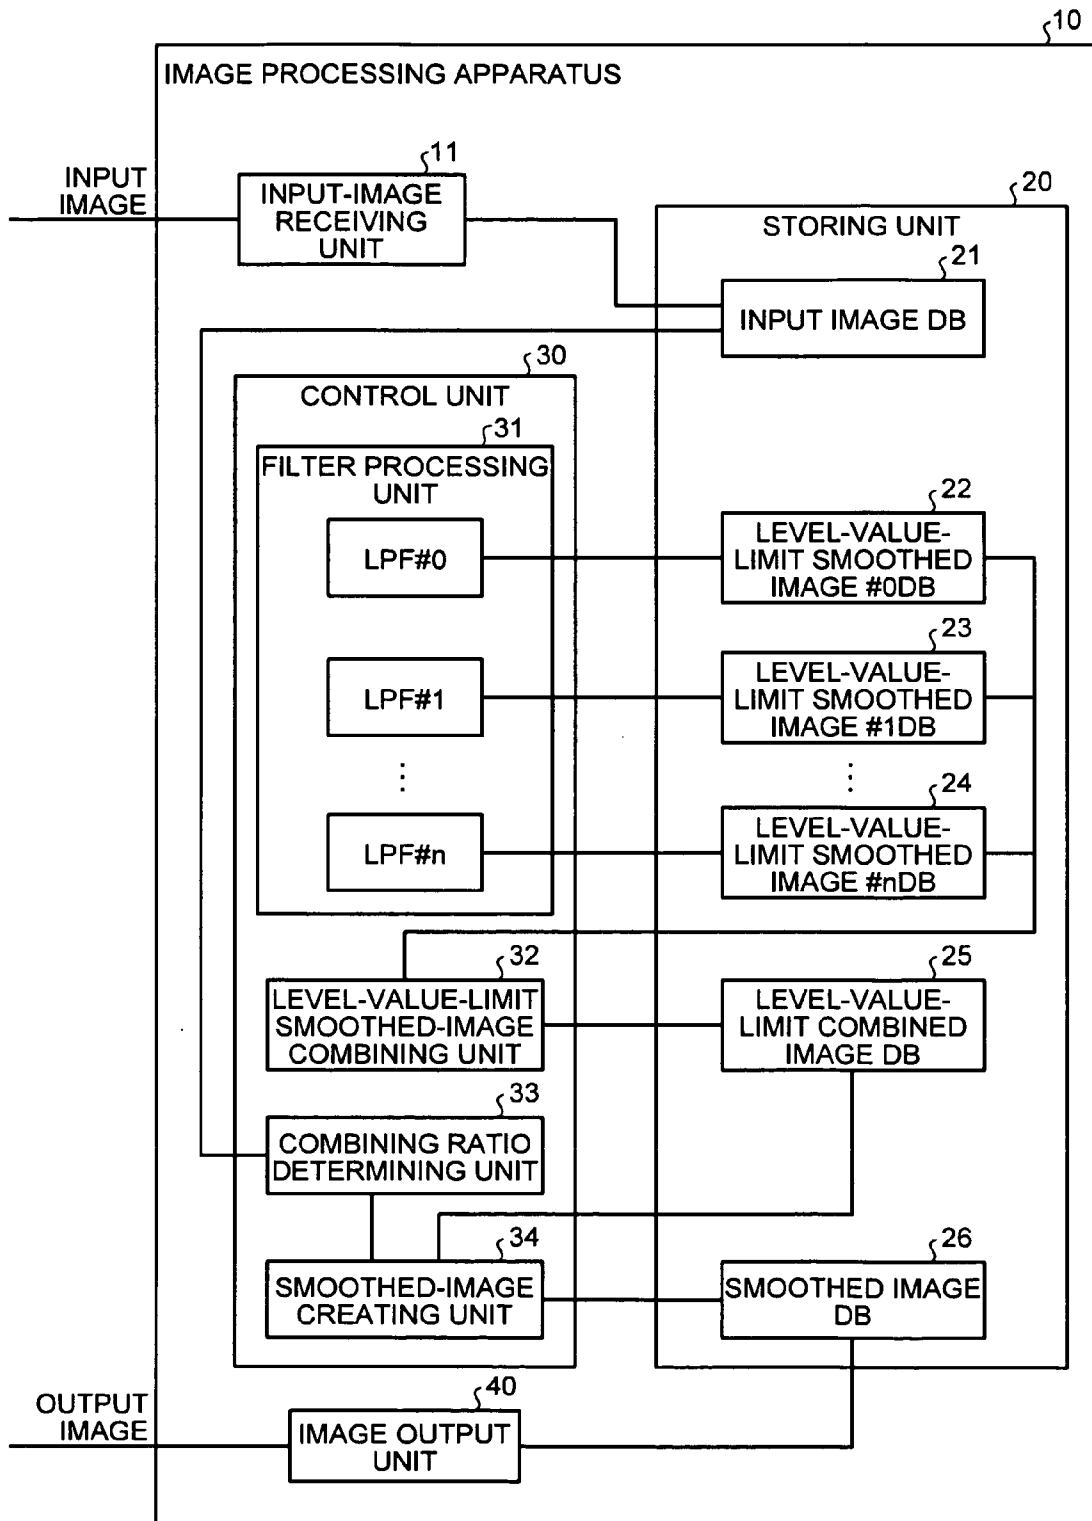 10
IMAGE PROCESSING APPARATUS
INPUT
IMAGE
11
INPUT-IMAGE
RECEIVING
UNIT
20
STORING UNIT
21
INPUT IMAGE DB
30
CONTROL UNIT
31
FILTER PROCESSING
UNIT
LPF#0
22
LEVEL-VALUE-
LIMIT SMOOTHED
IMAGE #0DB
LPF#1
23
LEVEL-VALUE-
LIMIT SMOOTHED
IMAGE #1DB
LPF#n
24
LEVEL-VALUE-
LIMIT SMOOTHED
IMAGE #nDB
32
LEVEL-VALUE-LIMIT
SMOOTHED-IMAGE
COMBINING UNIT
25
LEVEL-VALUE-
LIMIT COMBINED
IMAGE DB
33
COMBINING RATIO
DETERMINING UNIT
34
SMOOTHED-IMAGE
CREATING UNIT
26
SMOOTHED IMAGE
DB
OUTPUT
IMAGE
40
IMAGE OUTPUT
UNIT